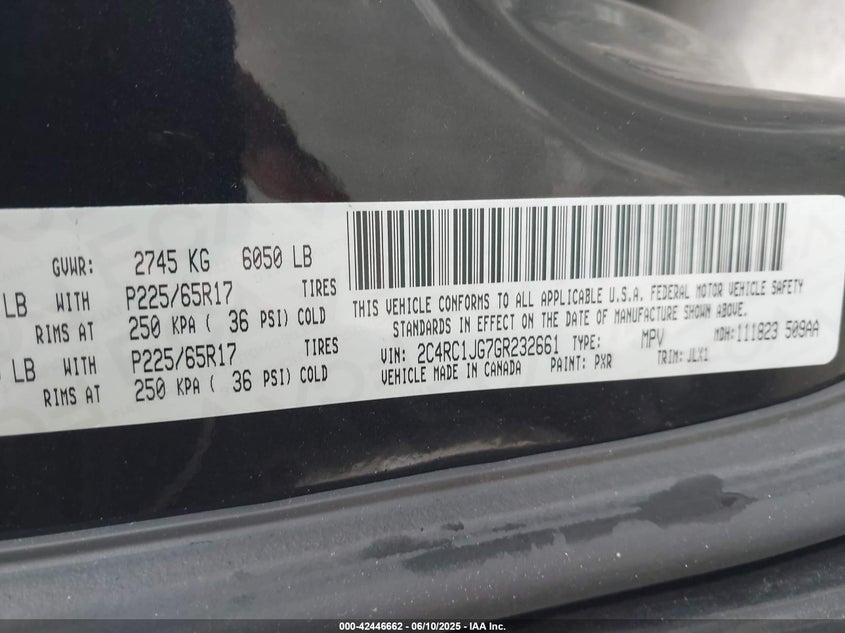 GVWR: 2745 KG 6050 LB
LB WITH P225/65R17 TIRES
RIMS AT 250 KPA ( 36 PSI) COLD
LB WITH P225/65R17 TIRES
RIMS AT 250 KPA ( 36 PSI) COLD
THIS VEHICLE CONFORMS TO ALL APPLICABLE U.S.A. FEDERAL MOTOR VEHICLE SAFETY
STANDARDS IN EFFECT ON THE DATE OF MANUFACTURE SHOWN ABOVE.
VIN: 2C4RC1JG7GR232661 TYPE: MPV MDH: 111823 509AA
VEHICLE MADE IN CANADA PAINT: PXR TRIM: JLX1
000-42446662 - 06/10/2025 - IAA Inc.